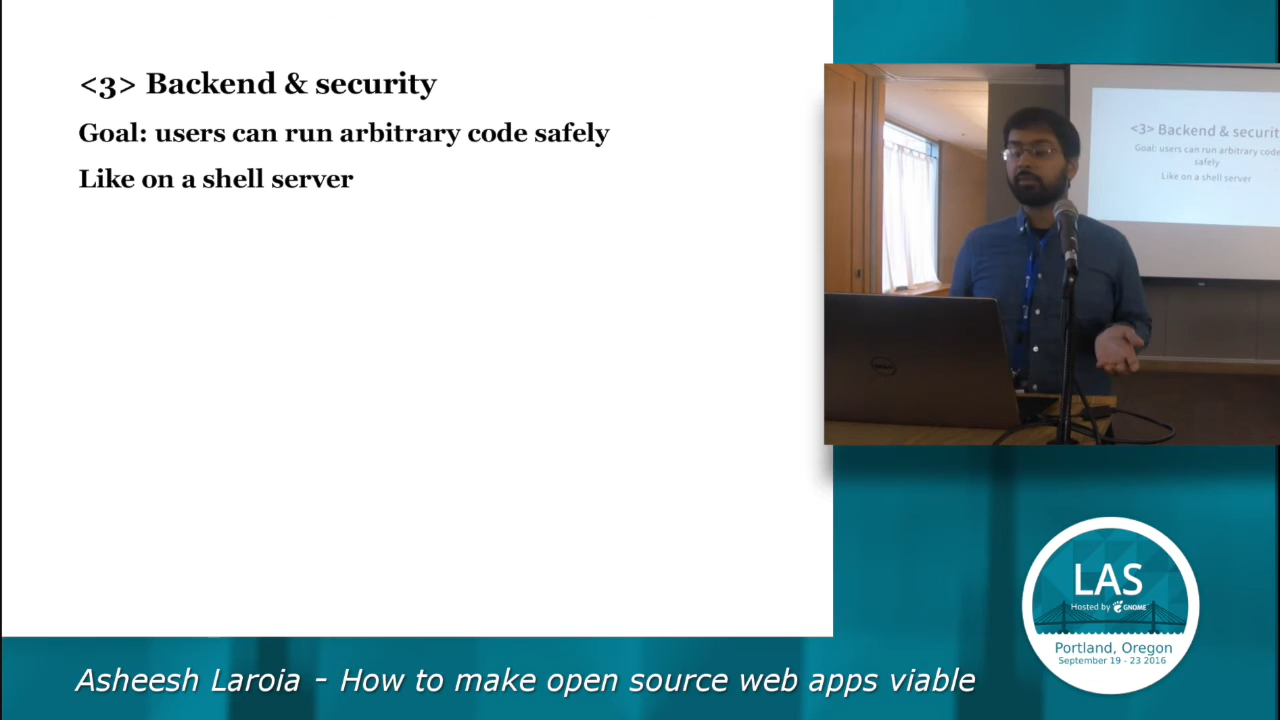 <3> Backend & security
Goal: users can run arbitrary code safely
Like on a shell server
<3> Backend & securit
Goal: users can run arbitrary code
safely
Like on a shell server
DELL
LAS
Hosted by GNOME
Portland, Oregon
September 19 - 23 2016
Asheesh Laroia - How to make open source web apps viable